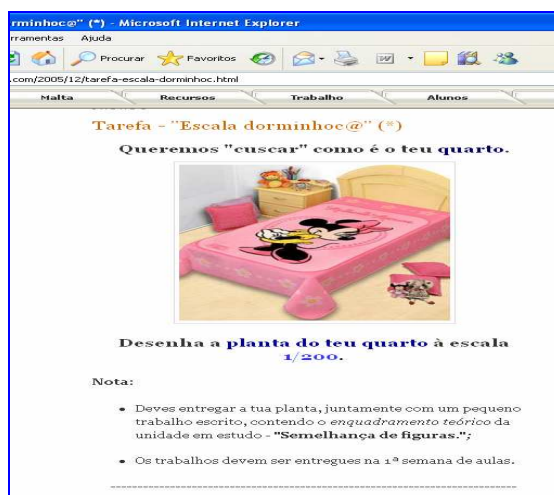 rminhoc@" (*) - Microsoft Internet Explorer
rramentas Ajuda
Procurar Favoritos
.com/2005/12/tarefa-escala-dorminhoc.html
Malta Recursos Trabalho Alunos
Tarefa - "Escala dorminhoc@" (*)
Queremos "cuscar" como é o teu quarto.
Desenha a planta do teu quarto à escala
1/200.
Nota:
• Deves entregar a tua planta, juntamente com um pequeno
trabalho escrito, contendo o enquadramento teórico da
unidade em estudo - "Semelhança de figuras.";
• Os trabalhos devem ser entregues na 1ª semana de aulas.